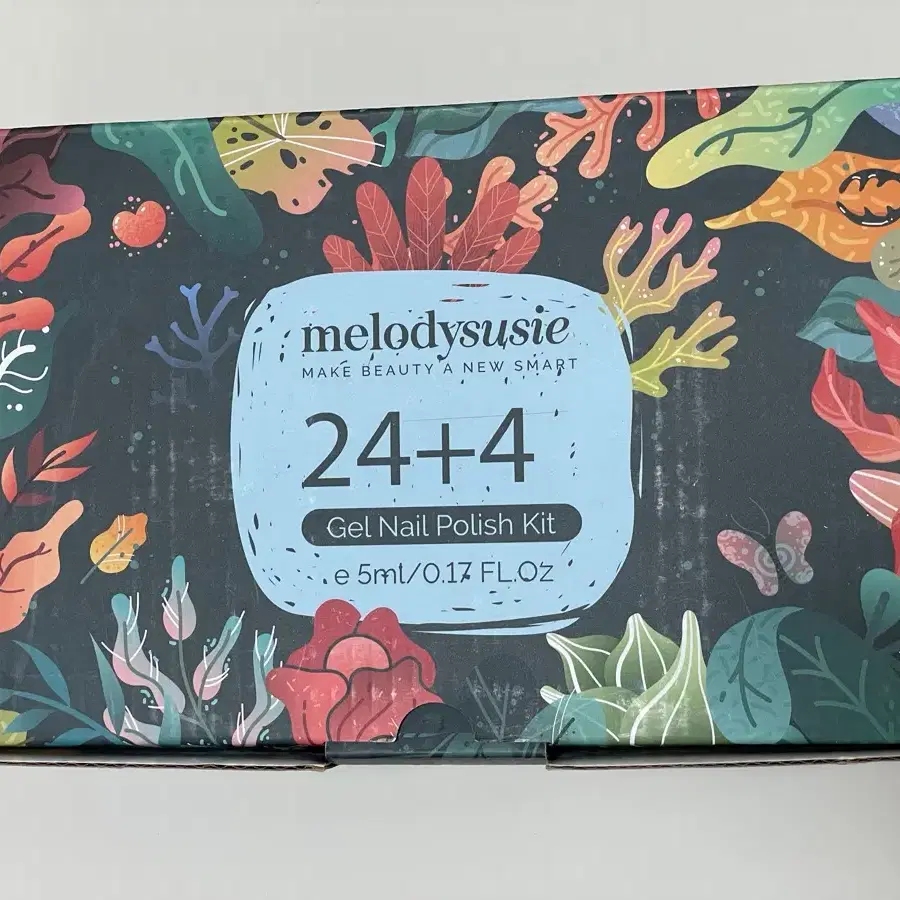 melodysusie
MAKE BEAUTY A NEW SMART
24+4
Gel Nail Polish Kit
e 5ml/0.17 FL.Oz